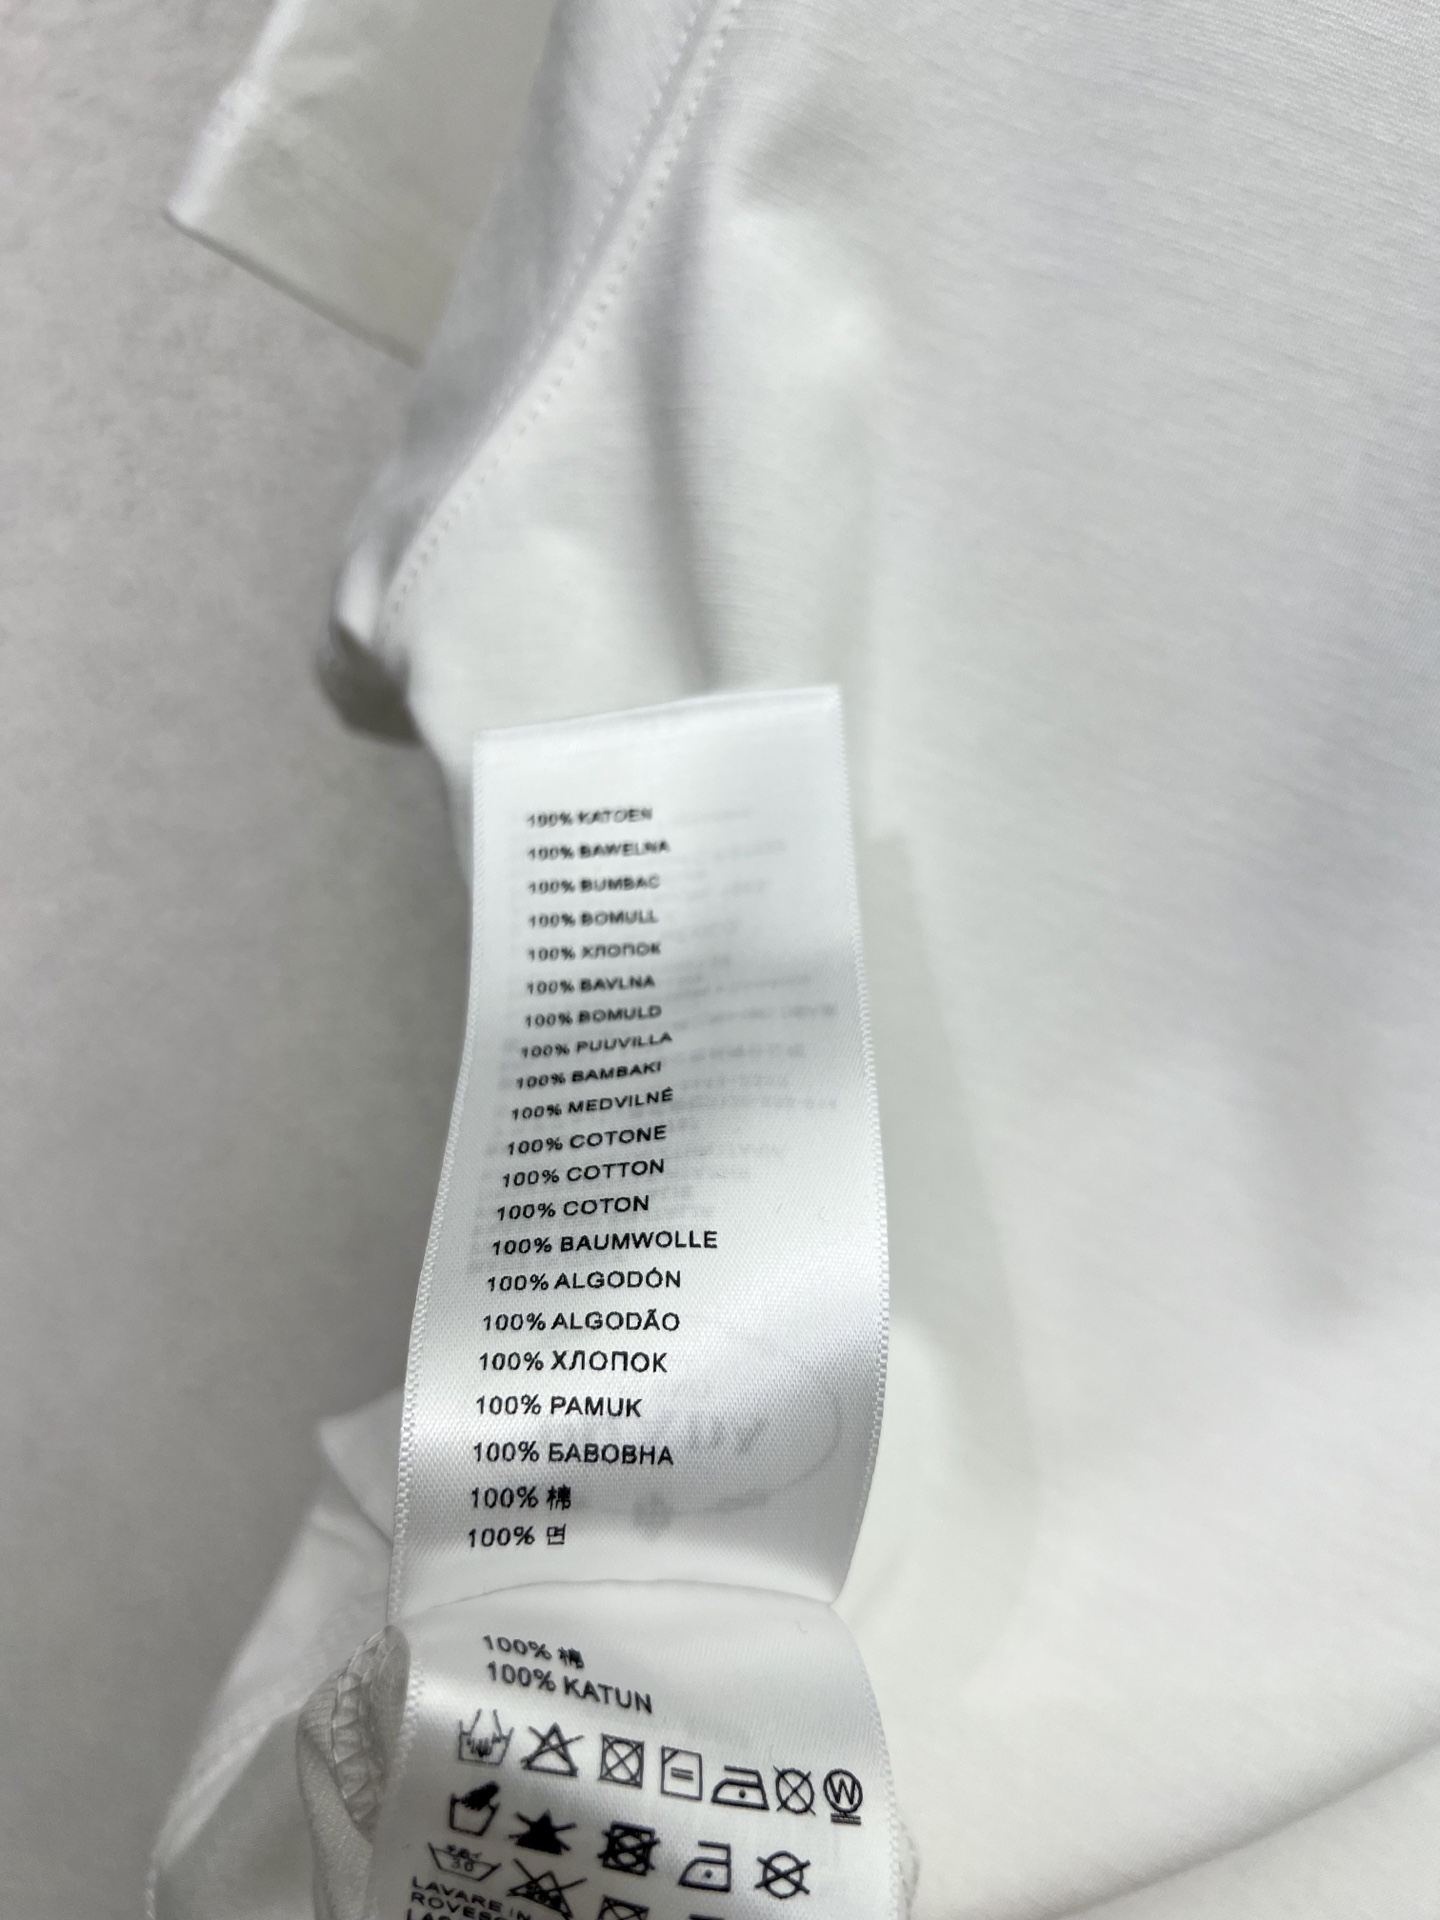 100% KATOEN
100% BAWEŁNA
100% BUMBAC
100% BOMULL
100% ХЛОПОК
100% BAVLNA
100% BOMULD
100% PUUVILLA
100% BAMBAKI
100% MEDVILNĖ
100% COTONE
100% COTTON
100% COTON
100% BAUMWOLLE
100% ALGODÓN
100% ALGODÃO
100% ХЛОПОК
100% PAMUK
100% БАВОВНА
100% 棉
100% 면
100% 棉
100% KATUN
W
30
LAVARE IN